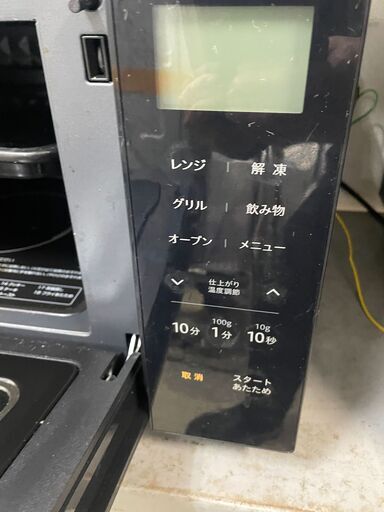 レンジ | 解凍
グリル | 飲み物
オーブン | メニュー
仕上がり
温度調節
100g 10g
10分 1分 10秒
取消 スタート
あたため